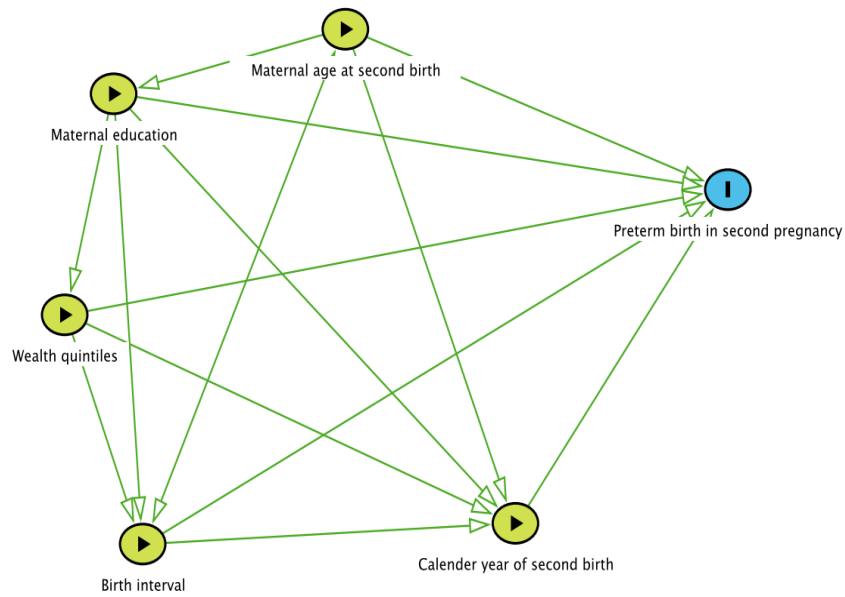 Maternal age at second birth
Maternal education
Preterm birth in second pregnancy
Wealth quintiles
Calender year of second birth
Birth interval